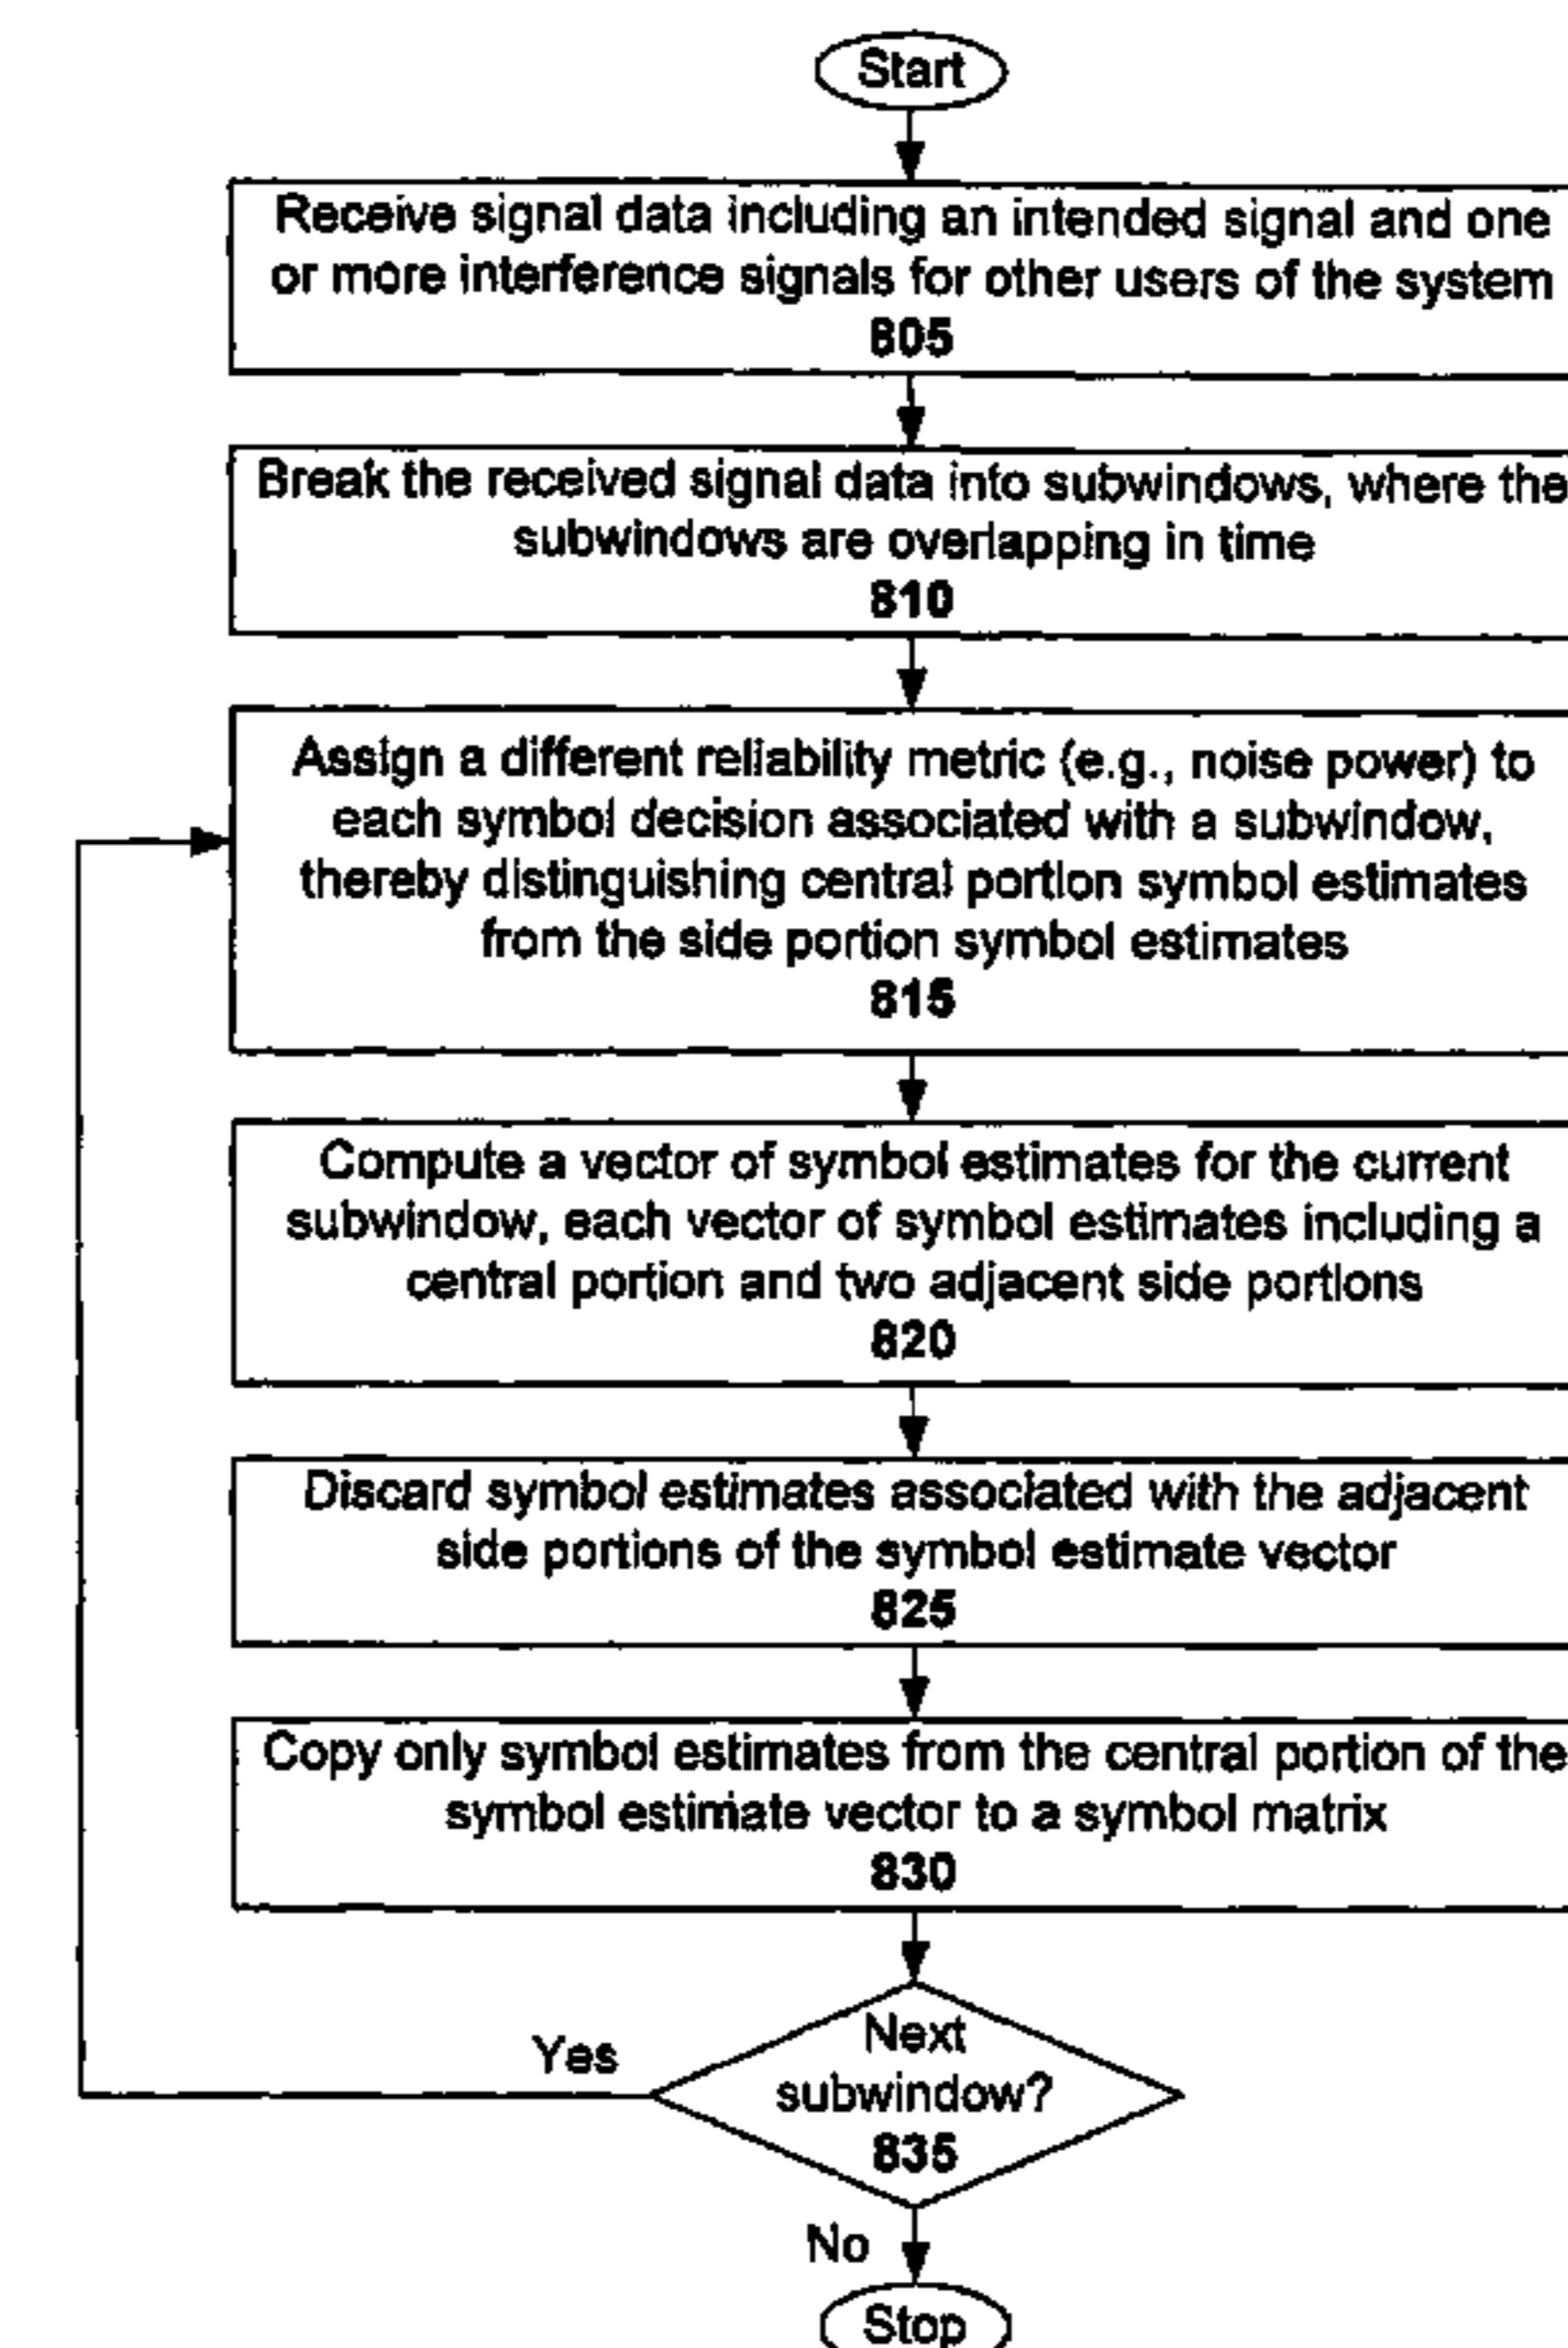 Start
Receive signal data including an intended signal and one
or more interference signals for other users of the system
805
Break the received signal data into subwindows, where the
subwindows are overlapping in time
810
Assign a different reliability metric (e.g., noise power) to
each symbol decision associated with a subwindow,
thereby distinguishing central portion symbol estimates
from the side portion symbol estimates
815
Compute a vector of symbol estimates for the current
subwindow, each vector of symbol estimates including a
central portion and two adjacent side portions
820
Discard symbol estimates associated with the adjacent
side portions of the symbol estimate vector
825
Copy only symbol estimates from the central portion of the
symbol estimate vector to a symbol matrix
830
Next
Yes
subwindow?
835
No
Stop